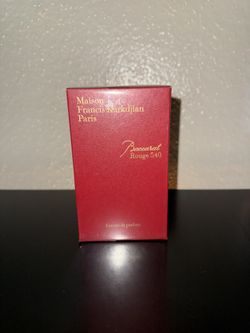 Maison
Francis Kurkdjian
Paris
Baccarat
Rouge 540
Extrait de parfum